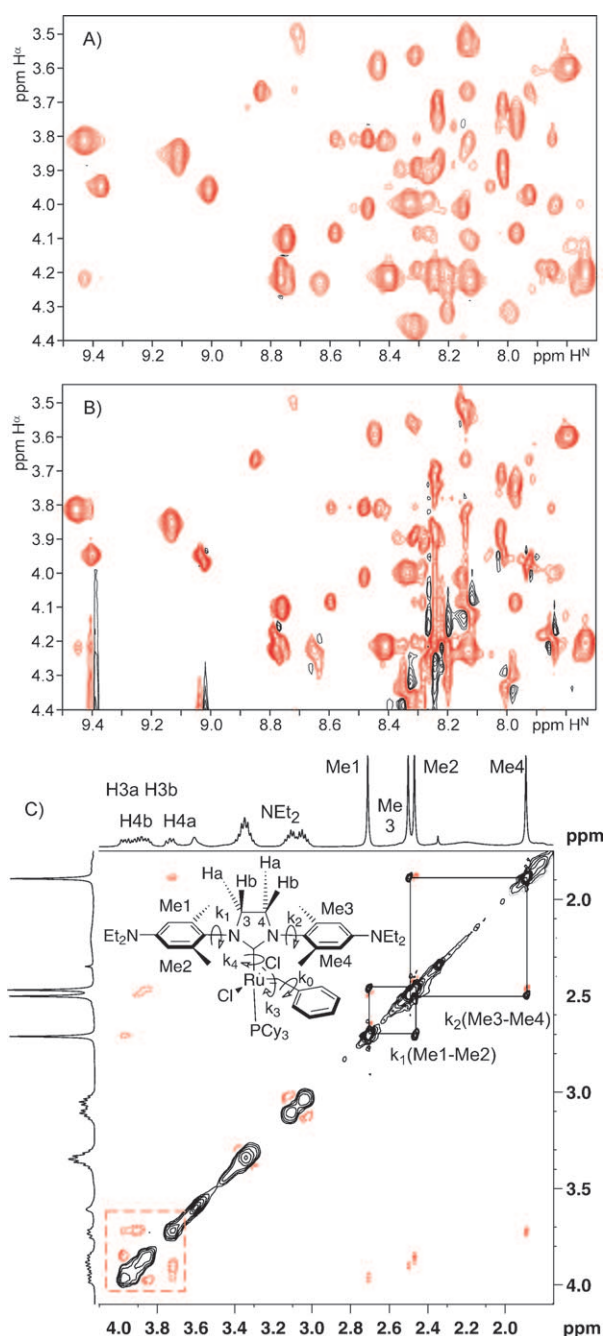 A)
ppm Hα
3.5
3.6
3.7
3.8
3.9
4.0
4.1
4.2
4.3
4.4
9.4 9.2 9.0 8.8 8.6 8.4 8.2 8.0 ppm HN
B)
ppm Hα
3.5
3.6
3.7
3.8
3.9
4.0
4.1
4.2
4.3
4.4
9.4 9.2 9.0 8.8 8.6 8.4 8.2 8.0 ppm HN
C)
H3a H3b
H4b H4a
NEt2
Me1
Me
3
Me2
Me4
ppm
Ha
Ha
Hb Hb
Me1 k1 3 4 k2 Me3
Et2N N N NEt2
Me2 k4 Cl Me4
Ru k0
Cl k3
PCy3
k2(Me3-Me4)
k1(Me1-Me2)
2.0
2.5
3.0
3.5
4.0
4.0 3.8 3.6 3.4 3.2 3.0 2.8 2.6 2.4 2.2 2.0
ppm